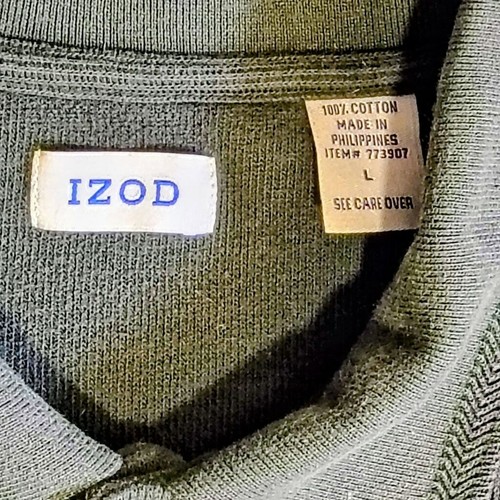 IZOD
100% COTTON
MADE IN
PHILIPPINES
ITEM# 773907
L
SEE CARE OVER